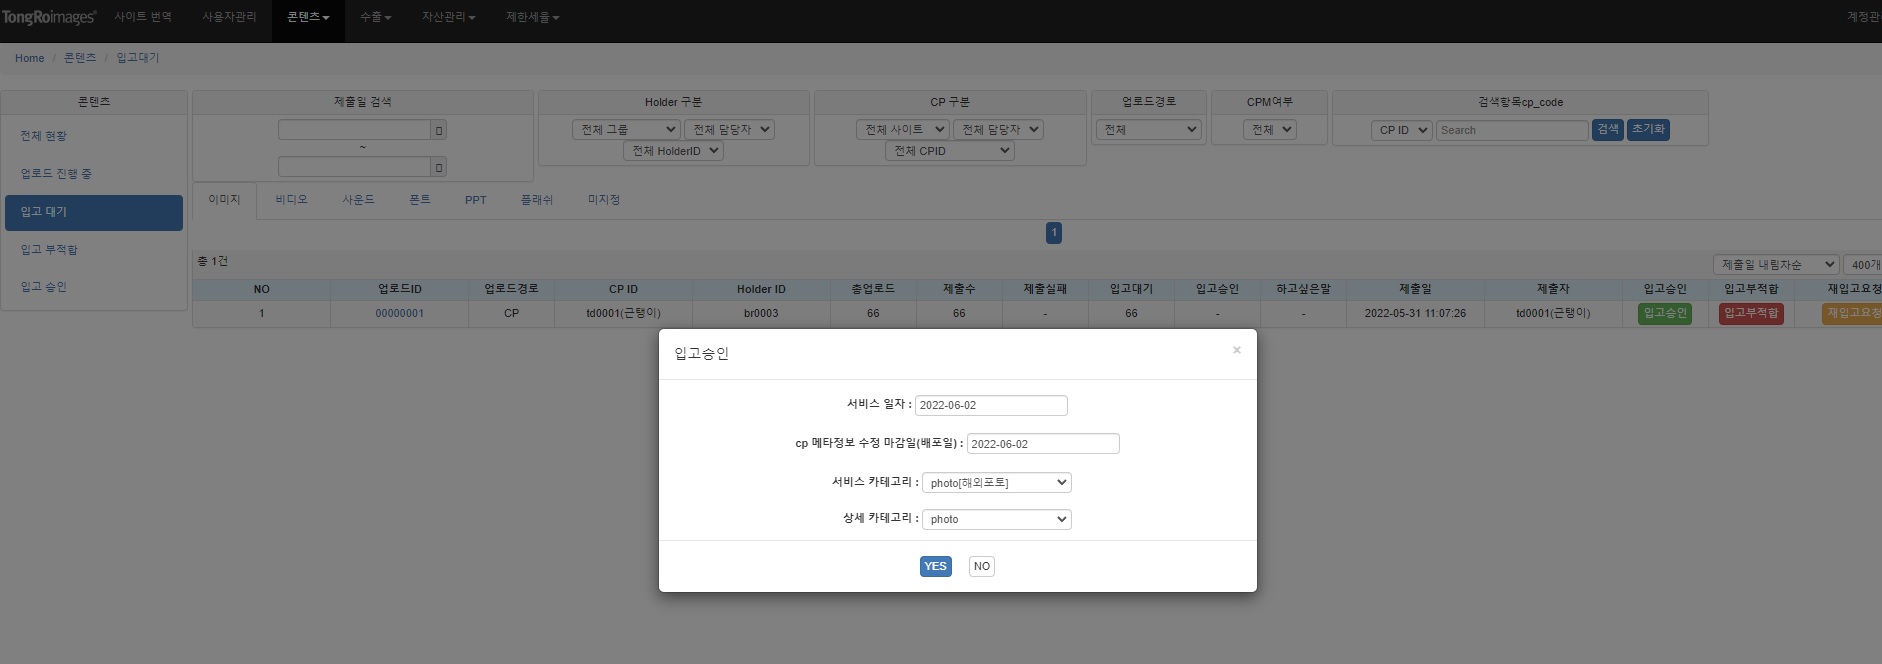 TongRoimages® 사이트 번역 사용자관리 콘텐츠 수출 자산관리 제한세율 계정관
Home / 콘텐츠 / 입고대기
콘텐츠
전체 현황
업로드 진행 중
입고 대기
입고 부적합
입고 승인
제출일 검색
~
Holder 구분
전체 그룹 전체 담당자
전체 HolderID
CP 구분
전체 사이트 전체 담당자
전체 CPID
업로드경로
전체
CPM여부
전체
검색항목cp_code
CP ID Search 검색 초기화
이미지 비디오 사운드 폰트 PPT 플래쉬 미지정
1
총 1건 제출일 내림차순 400개
NO 업로드ID 업로드경로 CP ID Holder ID 총업로드 제출수 제출실패 입고대기 입고승인 하고싶은말 제출일 제출자 입고승인 입고부적합 재입고요청
1 00000001 CP td0001(근탱이) br0003 66 66 - 66 - - 2022-05-31 11:07:26 td0001(근탱이) 입고승인 입고부적합 재입고요청
입고승인 ×
서비스 일자 : 2022-06-02
cp 메타정보 수정 마감일(배포일) : 2022-06-02
서비스 카테고리 : photo[해외포토]
상세 카테고리 : photo
YES NO